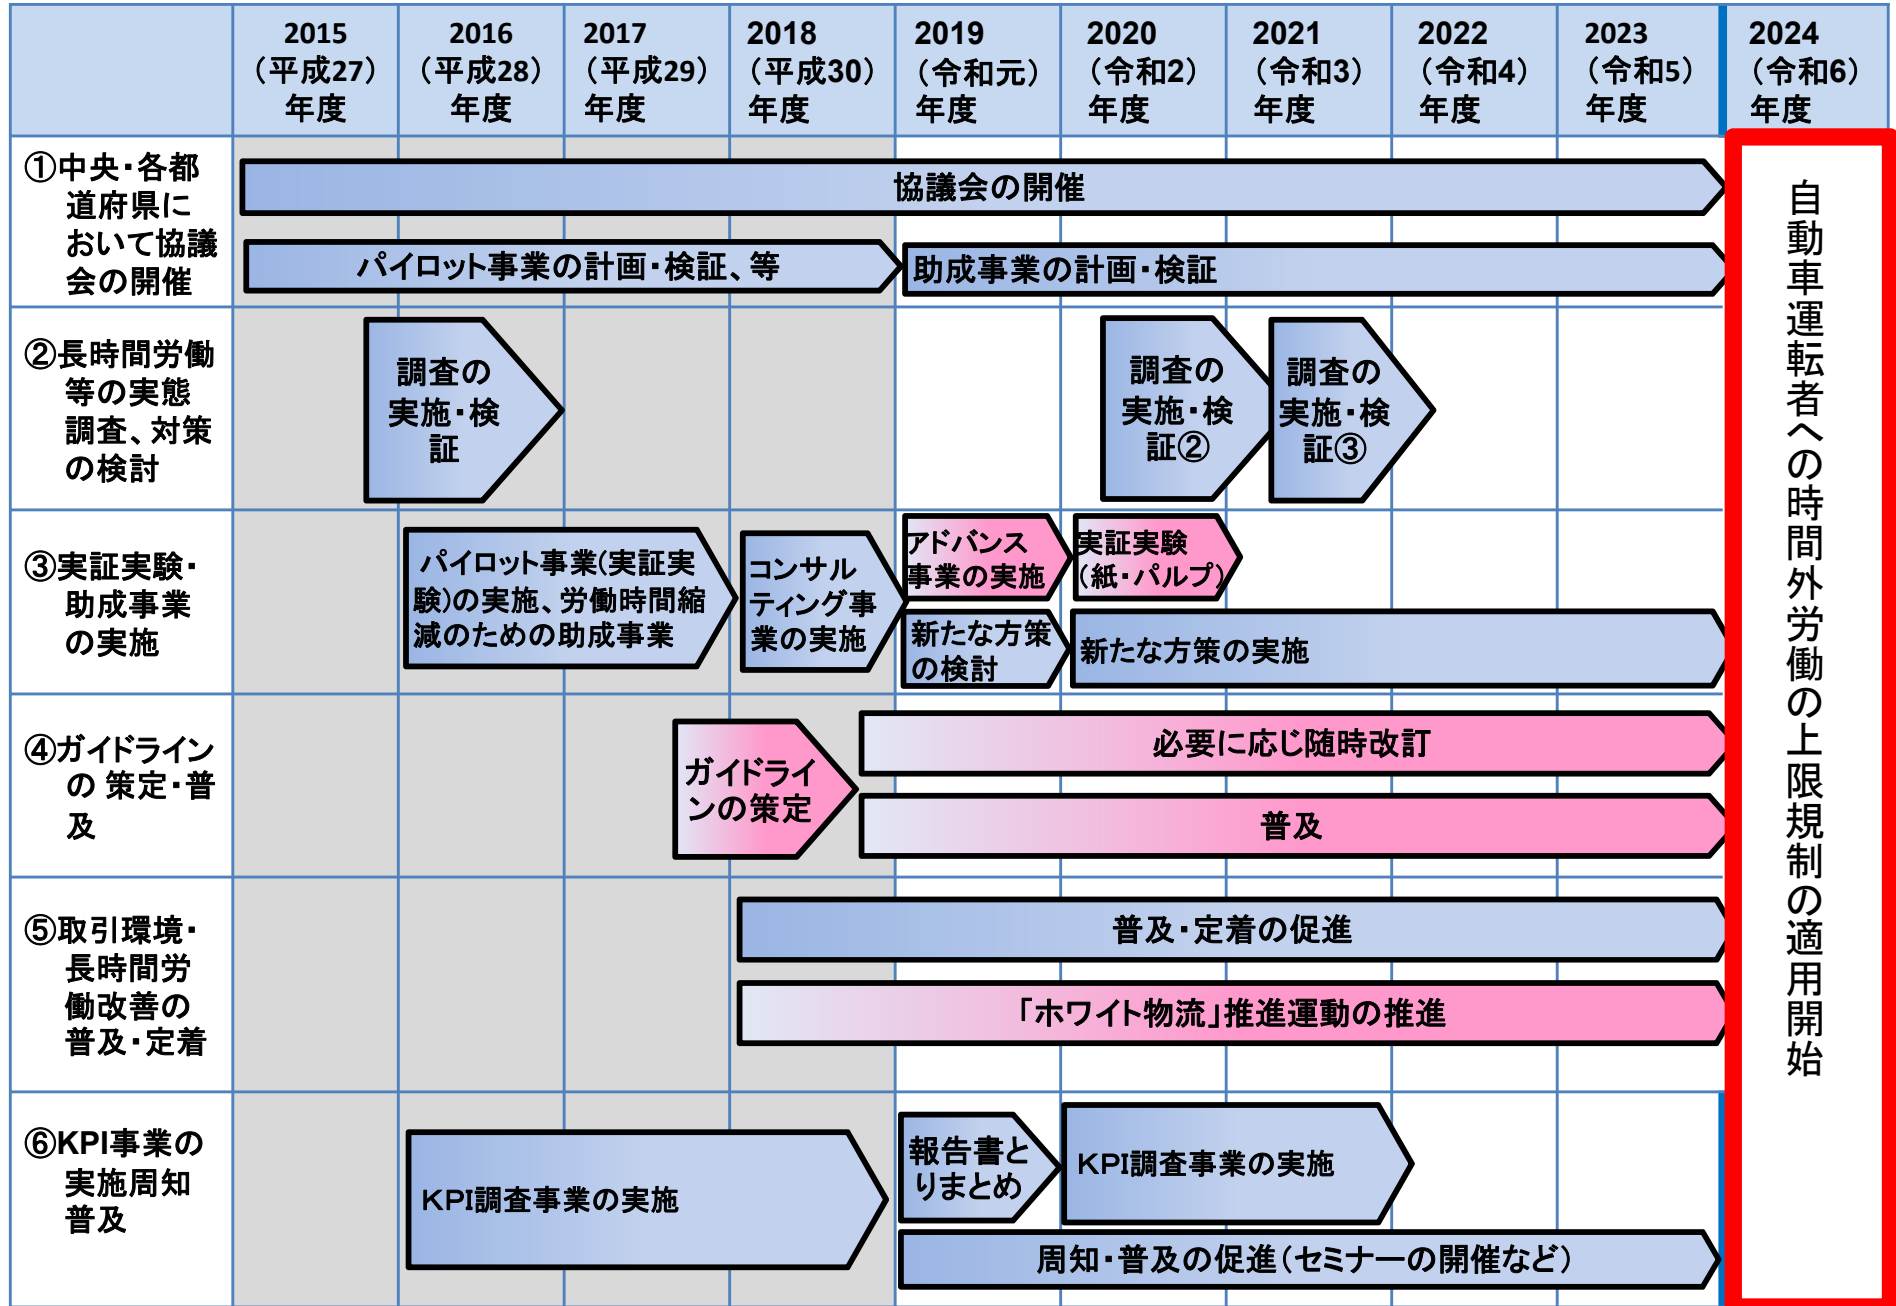 2015
（平成27）
年度
2016
（平成28）
年度
2017
（平成29）
年度
2018
（平成30）
年度
2019
（令和元）
年度
2020
（令和2）
年度
2021
（令和3）
年度
2022
（令和4）
年度
2023
（令和5）
年度
2024
（令和6）
年度
①中央・各都
道府県に
おいて協議
会の開催
協議会の開催
パイロット事業の計画・検証、等
助成事業の計画・検証
②長時間労働
等の実態
調査、対策
の検討
調査の
実施・検
証
調査の
実施・検
証②
調査の
実施・検
証③
③実証実験・
助成事業
の実施
パイロット事業(実証実
験)の実施、労働時間縮
減のための助成事業
コンサル
ティング事
業の実施
アドバンス
事業の実施
実証実験
（紙・パルプ）
新たな方策
の検討
新たな方策の実施
④ガイドライン
の 策定・普
及
ガイドライ
ンの策定
必要に応じ随時改訂
普及
⑤取引環境・
長時間労
働改善の
普及・定着
普及・定着の促進
「ホワイト物流」推進運動の推進
⑥KPI事業の
実施周知
普及
KPI調査事業の実施
報告書と
りまとめ
KPI調査事業の実施
周知・普及の促進（セミナーの開催など）
自動車運転者への時間外労働の上限規制の適用開始